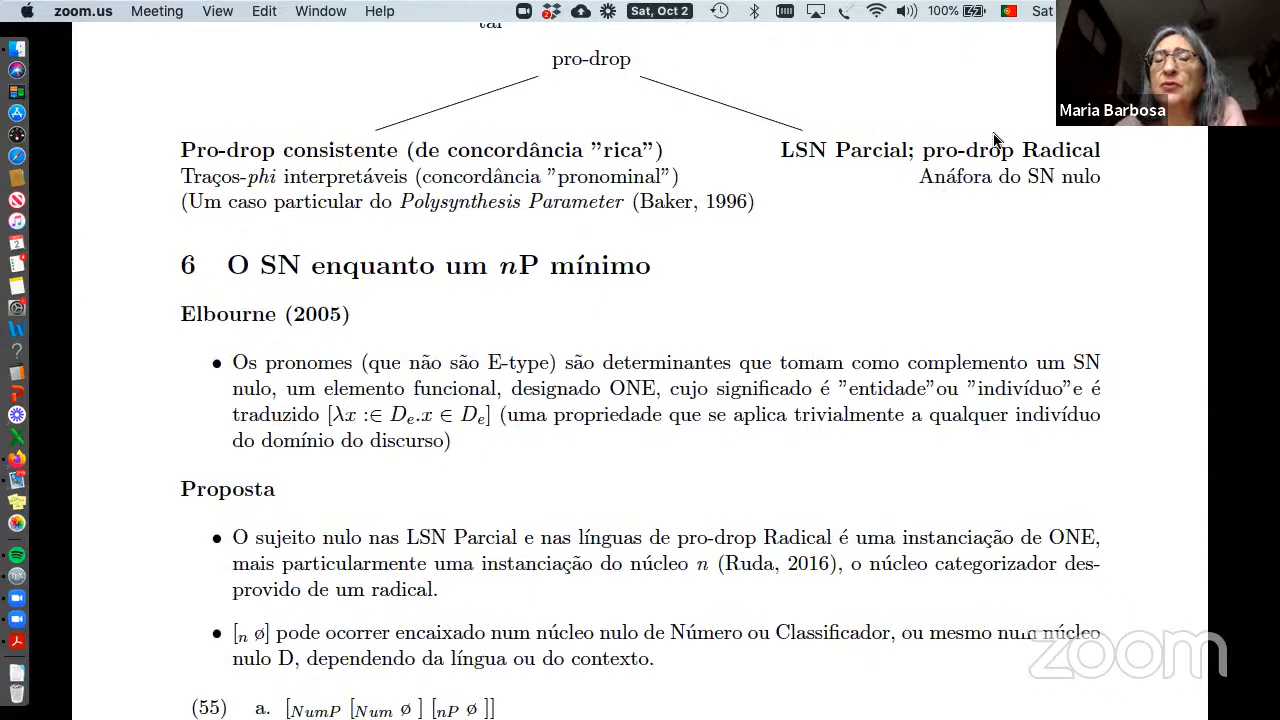 zoom.us Meeting View Edit Window Help Sat, Oct 2 100% Sat
tal
pro-drop
Maria Barbosa
Pro-drop consistente (de concordância ”rica”) LSN Parcial; pro-drop Radical
Traços-phi interpretáveis (concordância ”pronominal”) Anáfora do SN nulo
(Um caso particular do Polysynthesis Parameter (Baker, 1996)
6 O SN enquanto um nP mínimo
Elbourne (2005)
• Os pronomes (que não são E-type) são determinantes que tomam como complemento um SN
nulo, um elemento funcional, designado ONE, cujo significado é ”entidade”ou ”indivíduo”e é
traduzido [λx :∈ Dₑ.x ∈ Dₑ] (uma propriedade que se aplica trivialmente a qualquer indivíduo
do domínio do discurso)
Proposta
• O sujeito nulo nas LSN Parcial e nas línguas de pro-drop Radical é uma instanciação de ONE,
mais particularmente uma instanciação do núcleo n (Ruda, 2016), o núcleo categorizador des-
provido de um radical.
• [n ø] pode ocorrer encaixado num núcleo nulo de Número ou Classificador, ou mesmo num núcleo
nulo D, dependendo da língua ou do contexto.
zoom
(55) a. [NumP [Num ø ] [nP ø ]]